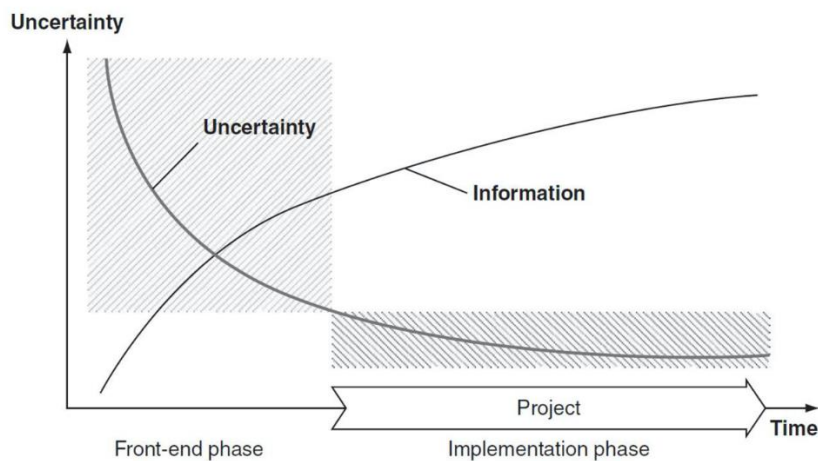 Uncertainty
Uncertainty
Information
Project
Time
Front-end phase
Implementation phase